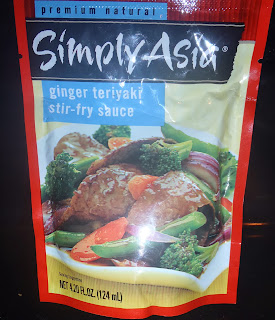 premium natural
Simply Asia®
ginger teriyaki
stir-fry sauce
NET 4.20 FL.OZ. (124 mL)